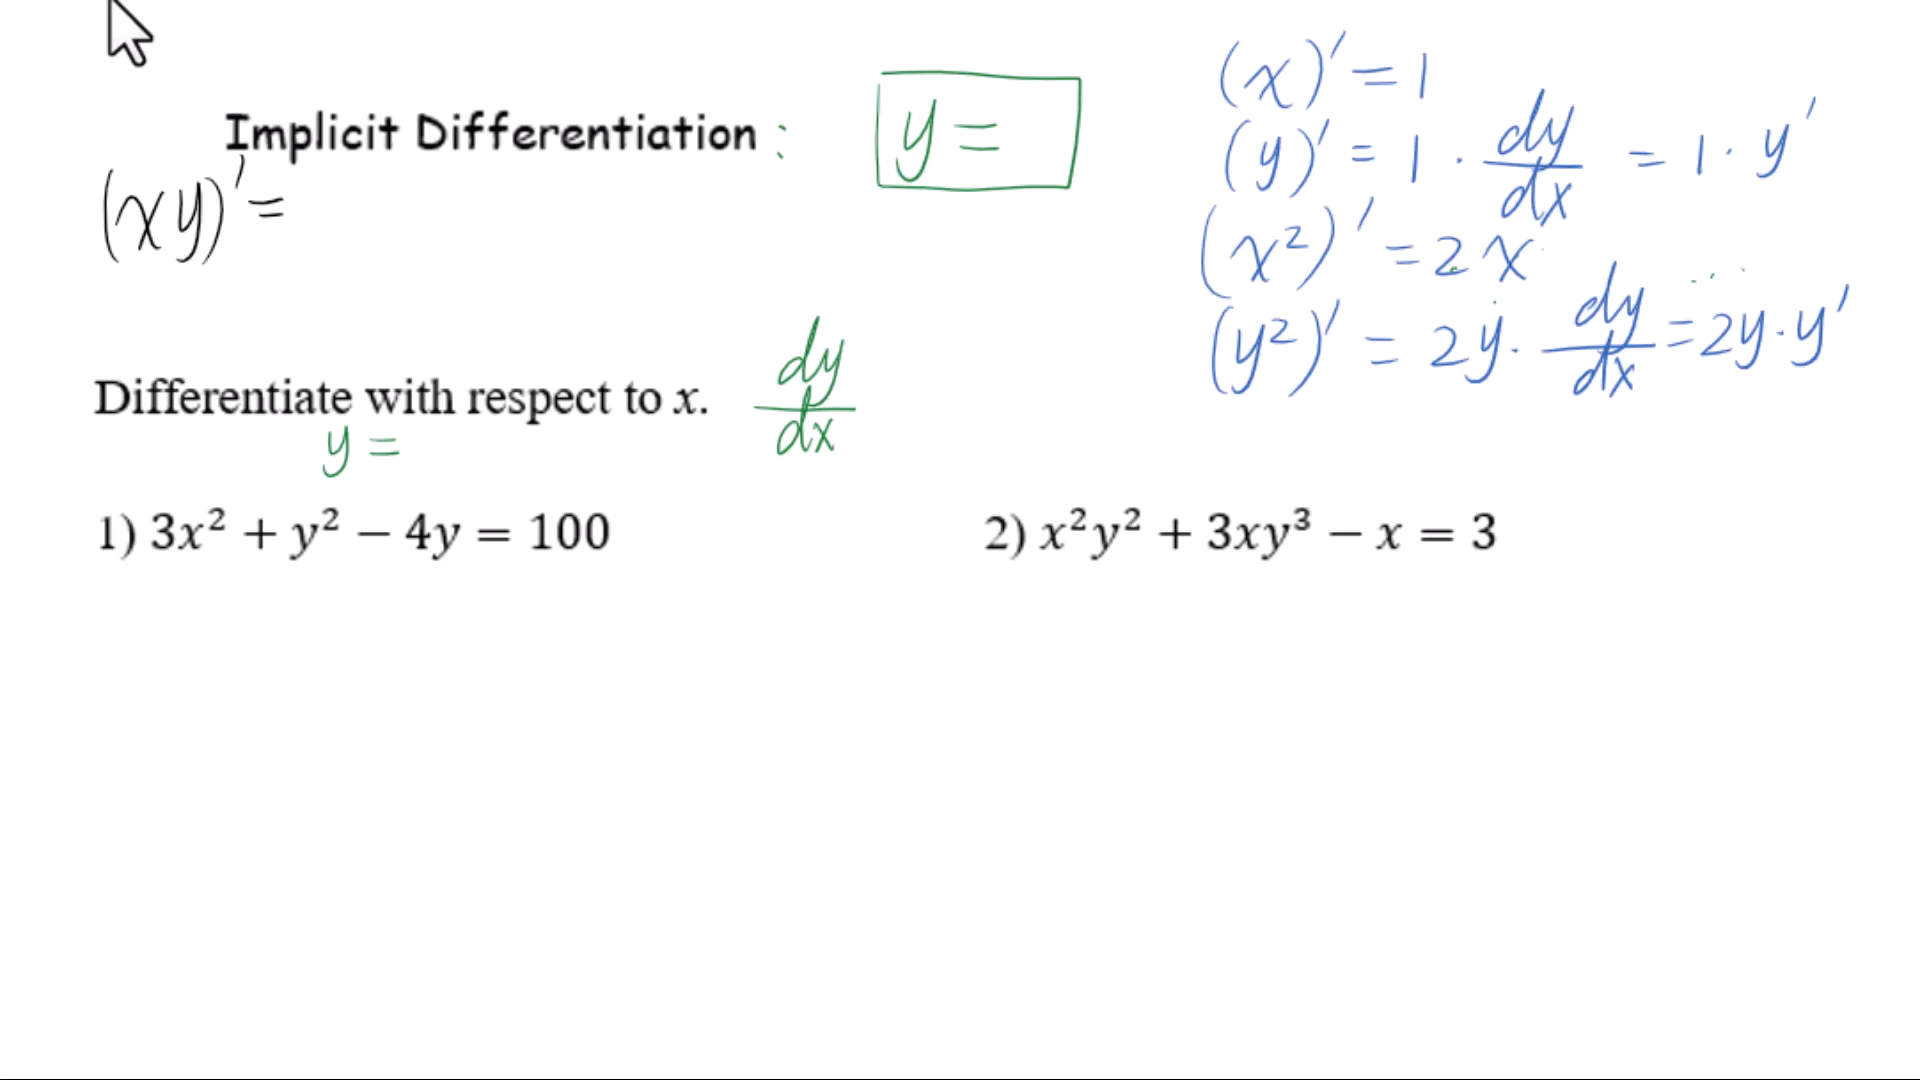 Implicit Differentiation : y =
(xy)' =
(x)' = 1
(y)' = 1 · dy/dx = 1 · y'
(x²)' = 2x
(y²)' = 2y · dy/dx = 2y · y'
Differentiate with respect to x. dy/dx
y =
1) 3x² + y² − 4y = 100
2) x²y² + 3xy³ − x = 3